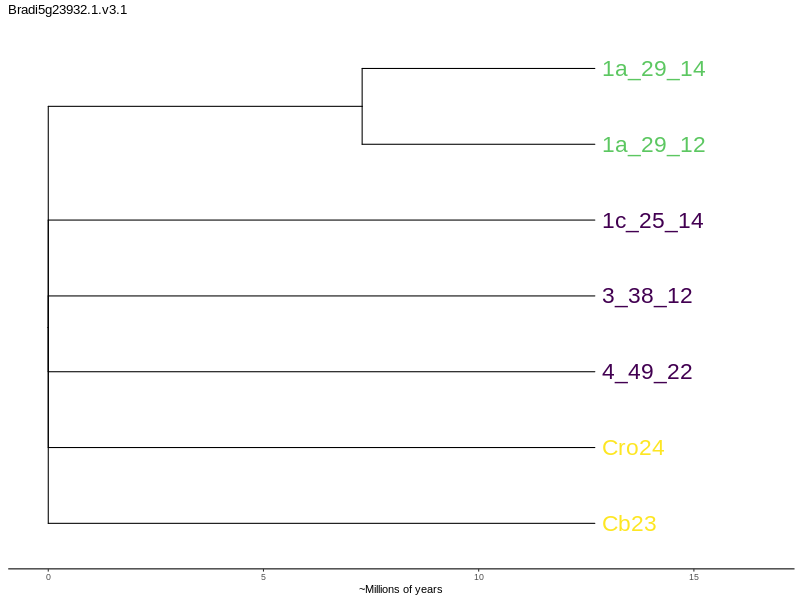 Bradi5g23932.1.v3.1
1a_29_14
1a_29_12
1c_25_14
3_38_12
4_49_22
Cro24
Cb23
0 5 10 15
~Millions of years